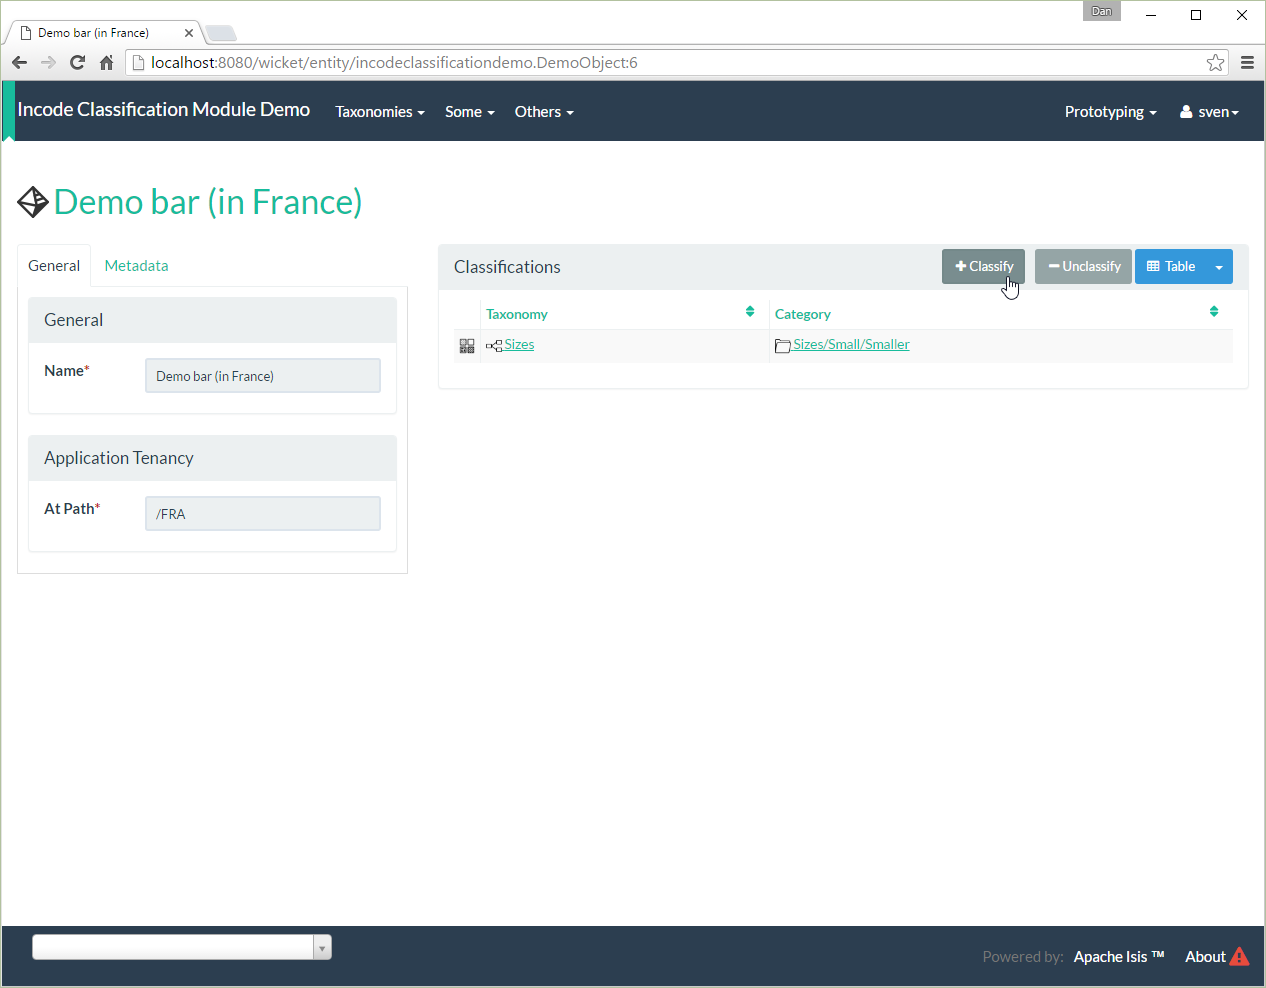 Dan
Demo bar (in France)
localhost:8080/wicket/entity/incodeclassificationdemo.DemoObject:6
Incode Classification Module Demo Taxonomies Some Others Prototyping sven
Demo bar (in France)
General Metadata
General
Name* Demo bar (in France)
Application Tenancy
At Path* /FRA
Classifications Classify Unclassify Table
Taxonomy Category
Sizes Sizes/Small/Smaller
Powered by: Apache Isis ™ About